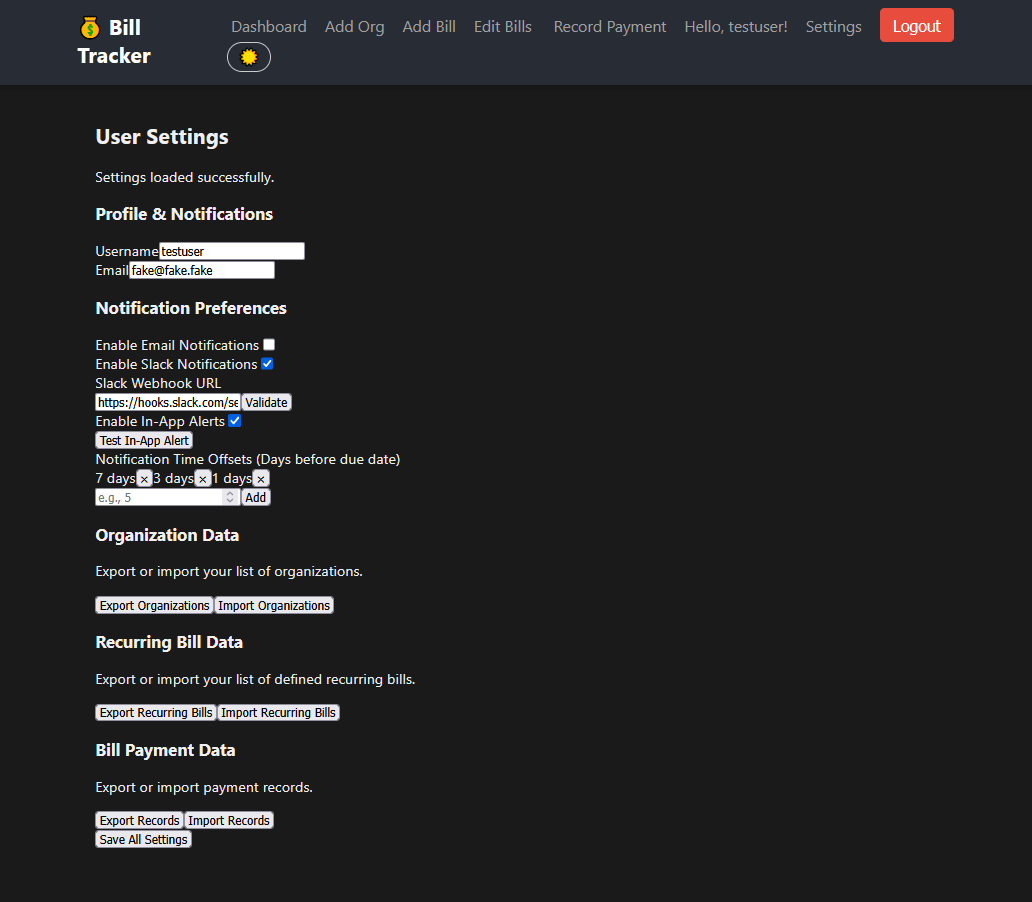 💰 Bill Tracker
Dashboard Add Org Add Bill Edit Bills Record Payment Hello, testuser! Settings Logout
User Settings
Settings loaded successfully.
Profile & Notifications
Username testuser
Email fake@fake.fake
Notification Preferences
Enable Email Notifications
Enable Slack Notifications
Slack Webhook URL
https://hooks.slack.com/se Validate
Enable In-App Alerts
Test In-App Alert
Notification Time Offsets (Days before due date)
7 days × 3 days × 1 days ×
e.g., 5 Add
Organization Data
Export or import your list of organizations.
Export Organizations Import Organizations
Recurring Bill Data
Export or import your list of defined recurring bills.
Export Recurring Bills Import Recurring Bills
Bill Payment Data
Export or import payment records.
Export Records Import Records
Save All Settings